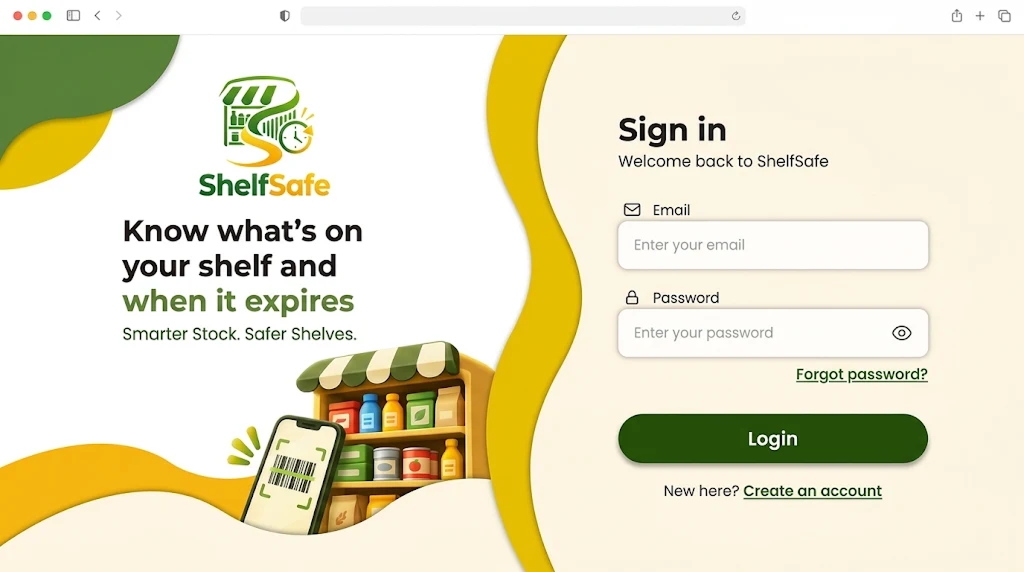 ShelfSafe
Know what's on
your shelf and
when it expires
Smarter Stock. Safer Shelves.
Sign in
Welcome back to ShelfSafe
Email
Enter your email
Password
Enter your password
Forgot password?
Login
New here? Create an account